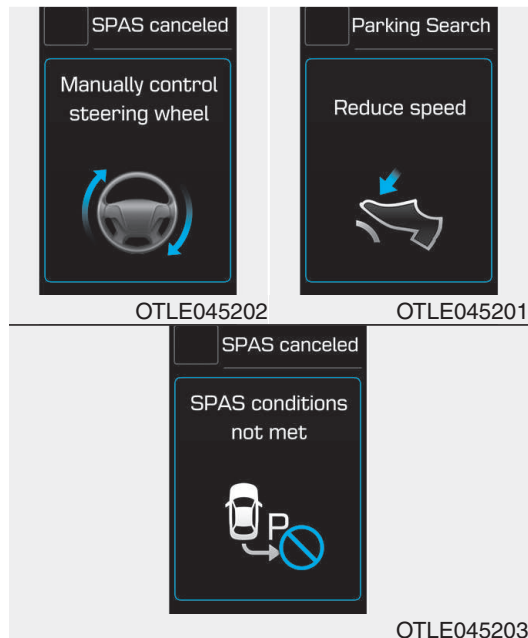 SPAS canceled
Manually control
steering wheel
OTLE045202
Parking Search
Reduce speed
OTLE045201
SPAS canceled
SPAS conditions
not met
P
OTLE045203